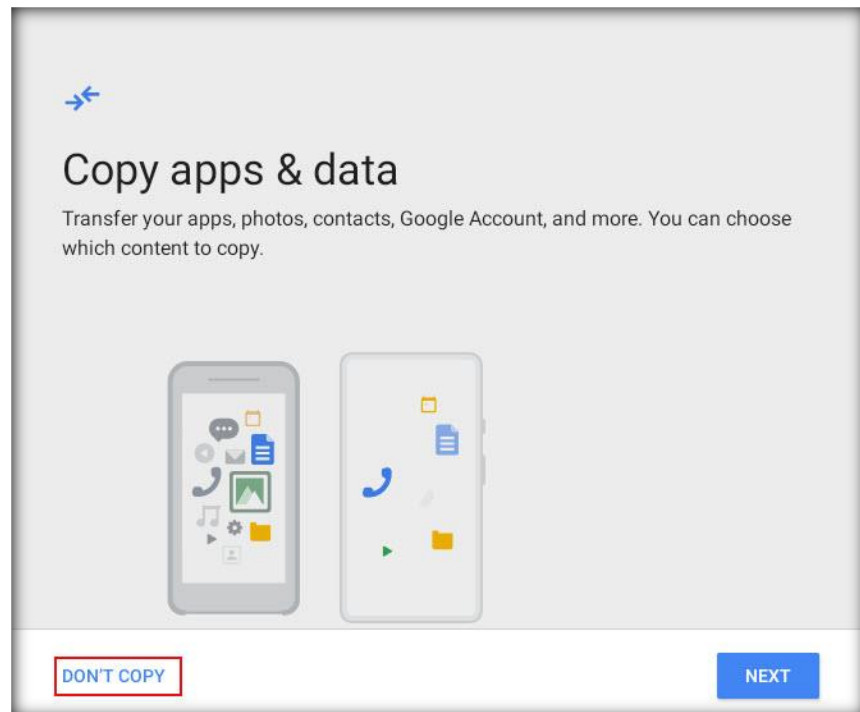 Copy apps & data
Transfer your apps, photos, contacts, Google Account, and more. You can choose
which content to copy.
DON'T COPY
NEXT